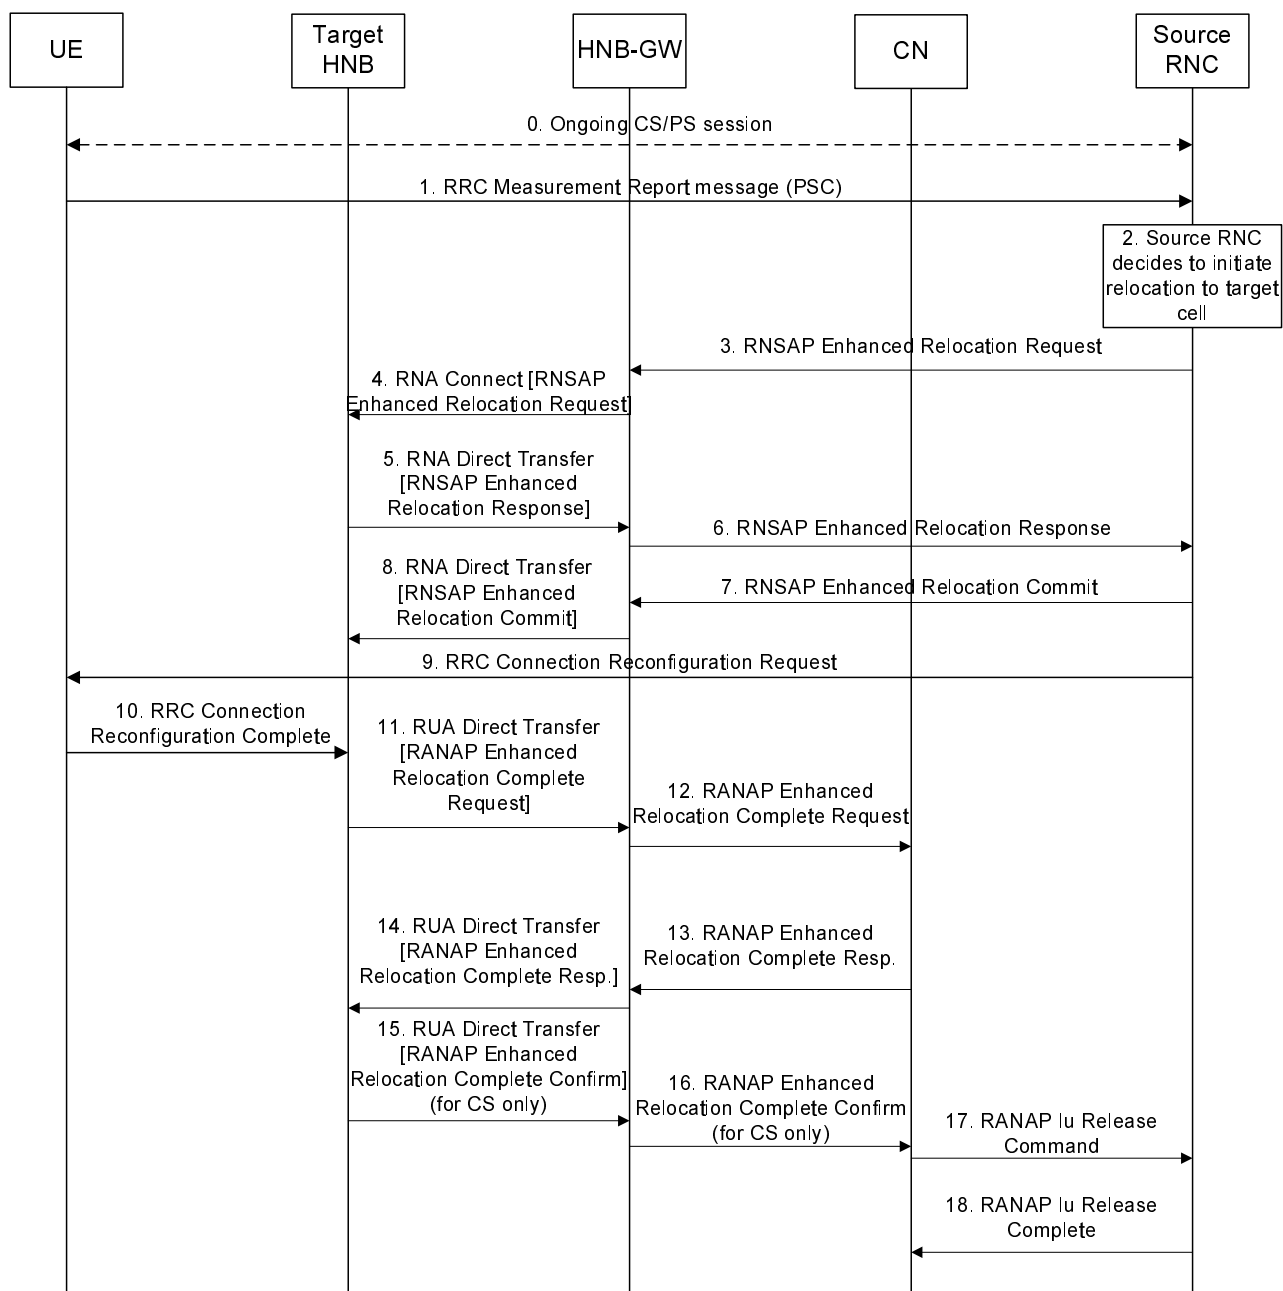 UE
Target
HNB
HNB-GW
CN
Source
RNC
0. Ongoing CS/PS session
1. RRC Measurement Report message (PSC)
2. Source RNC
decides to initiate
relocation to target
cell
3. RNSAP Enhanced Relocation Request
4. RNA Connect [RNSAP
Enhanced Relocation Request]
5. RNA Direct Transfer
[RNSAP Enhanced
Relocation Response]
6. RNSAP Enhanced Relocation Response
8. RNA Direct Transfer
[RNSAP Enhanced
Relocation Commit]
7. RNSAP Enhanced Relocation Commit
9. RRC Connection Reconfiguration Request
10. RRC Connection
Reconfiguration Complete
11. RUA Direct Transfer
[RANAP Enhanced
Relocation Complete
Request]
12. RANAP Enhanced
Relocation Complete Request
14. RUA Direct Transfer
[RANAP Enhanced
Relocation Complete Resp.]
13. RANAP Enhanced
Relocation Complete Resp.
15. RUA Direct Transfer
[RANAP Enhanced
Relocation Complete Confirm]
(for CS only)
16. RANAP Enhanced
Relocation Complete Confirm
(for CS only)
17. RANAP Iu Release
Command
18. RANAP Iu Release
Complete